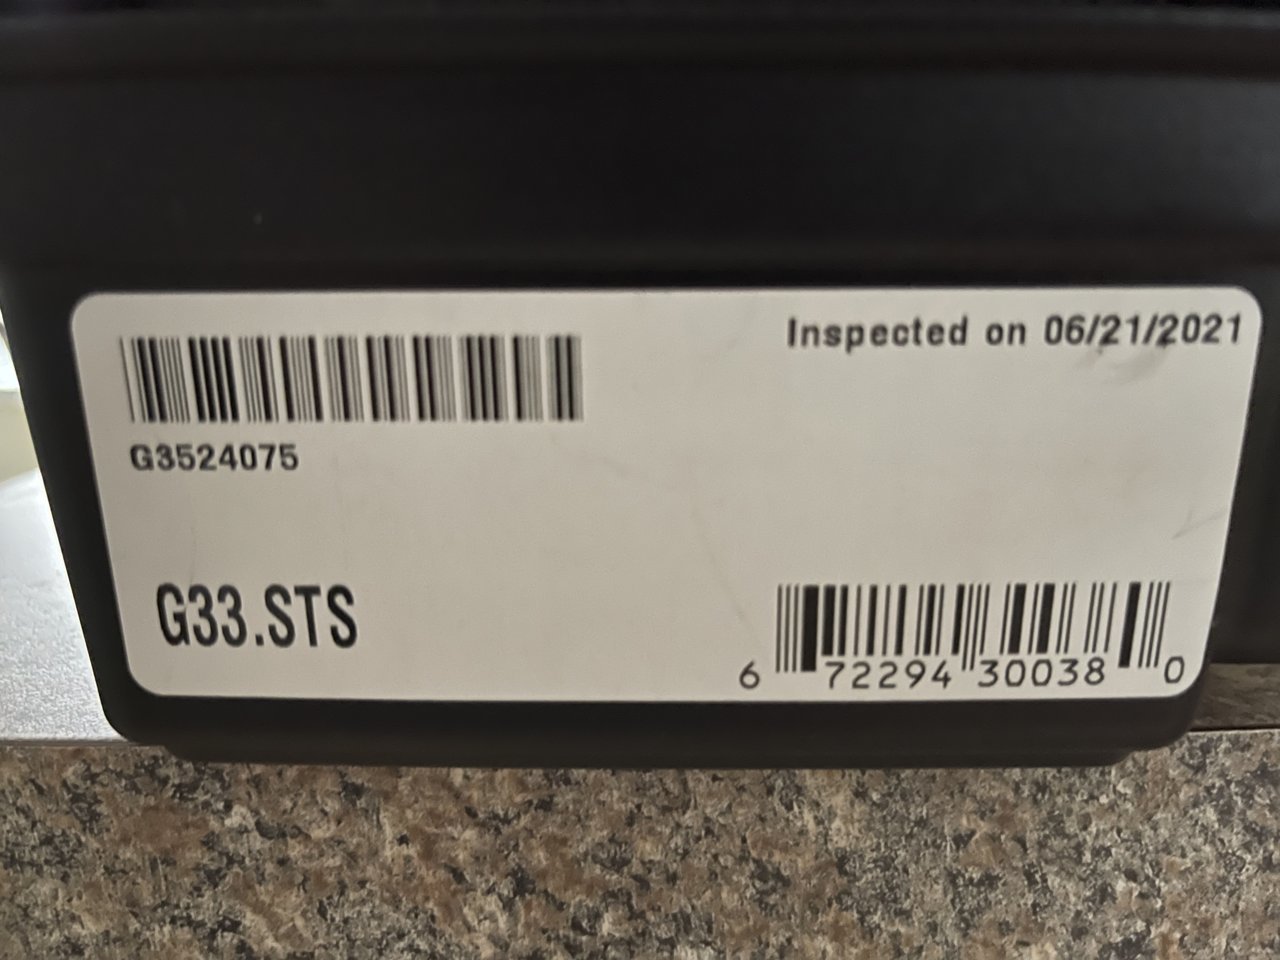 Inspected on 06/21/2021
G3524075
G33.STS
6 72294 30038 0